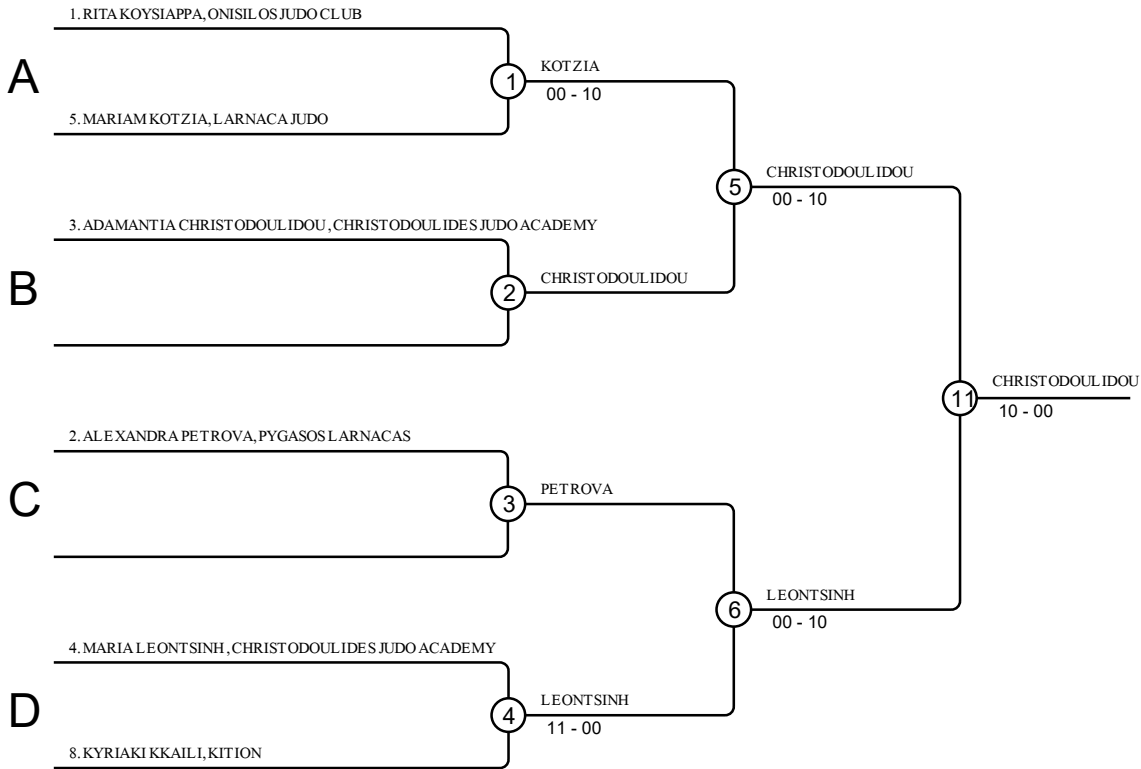 1. RITA KOYSIAPPA, ONISILOS JUDO CLUB
A
1
KOTZIA
00 - 10
5. MARIAM KOTZIA, LARNACA JUDO
5
CHRISTODOULIDOU
00 - 10
3. ADAMANTIA CHRISTODOULIDOU, CHRISTODOULIDES JUDO ACADEMY
B
2
CHRISTODOULIDOU
11
CHRISTODOULIDOU
10 - 00
2. ALEXANDRA PETROVA, PYGASOS LARNACAS
C
3
PETROVA
6
LEONTSINH
00 - 10
4. MARIA LEONTSINH, CHRISTODOULIDES JUDO ACADEMY
D
4
LEONTSINH
11 - 00
8. KYRIAKI KKAILI, KITION